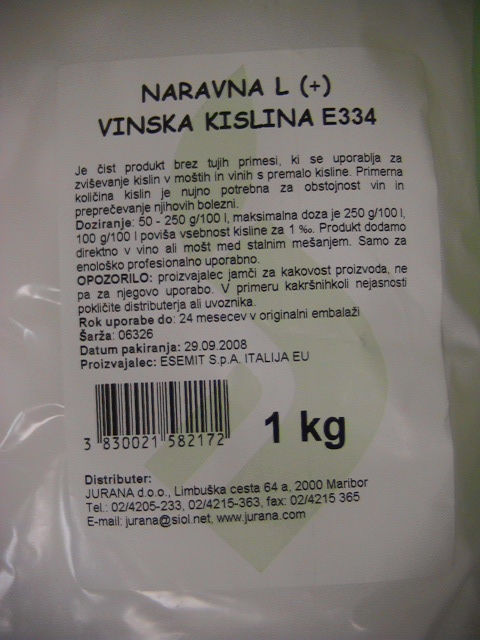 NARAVNA L (+)
VINSKA KISLINA E334
Je čist produkt brez tujih primesi, ki se uporablja za
zviševanje kislin v moštih in vinih s premalo kisline. Primerna
količina kislin je nujno potrebna za obstojnost vin in
preprečevanje njihovih bolezni.
Doziranje: 50 - 250 g/100 l, maksimalna doza je 250 g/100 l,
100 g/100 l poviša vsebnost kisline za 1 ‰. Produkt dodamo
direktno v vino ali mošt med stalnim mešanjem. Samo za
enološko profesionalno uporabno.
OPOZORILO: proizvajalec jamči za kakovost proizvoda, ne
pa za njegovo uporabo. V primeru kakršnihkoli nejasnosti
pokličite distributerja ali uvoznika.
Rok uporabe do: 24 mesecev v originalni embalaži
Šarža: 06326
Datum pakiranja: 29.09.2008
Proizvajalec: ESEMIT S.p.A. ITALIJA EU
3 830021 582172
1 kg
Distributer:
JURANA d.o.o., Limbuška cesta 64 a, 2000 Maribor
Tel.: 02/4205-233, 02/4215-363, fax: 02/4215 365
E-mail: jurana@siol.net, www.jurana.com